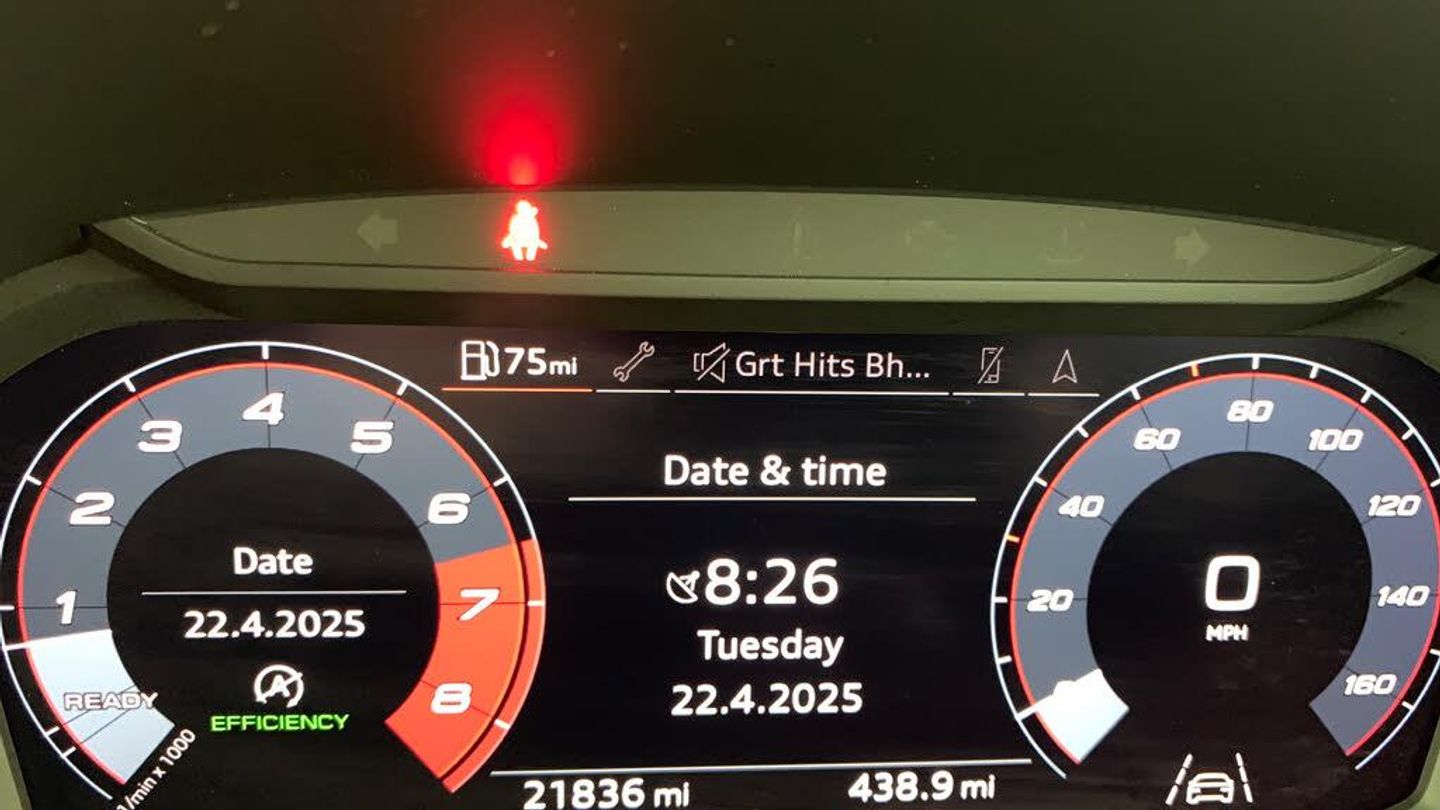 75mi
Grt Hits Bh...
Date & time
8:26
Tuesday
22.4.2025
21836 mi
438.9 mi
Date
22.4.2025
EFFICIENCY
READY
1
2
3
4
5
6
7
8
/min x 1000
20
40
60
80
100
120
140
160
0
MPH